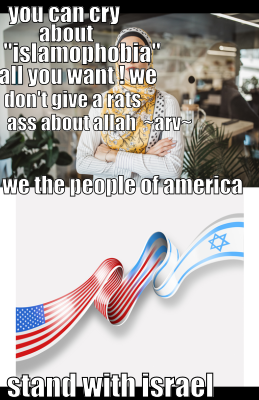 you can cry
about
"islamophobia"
all you want ! we
don't give a rats
ass about allah ~arv~
we the people of america
stand with israel